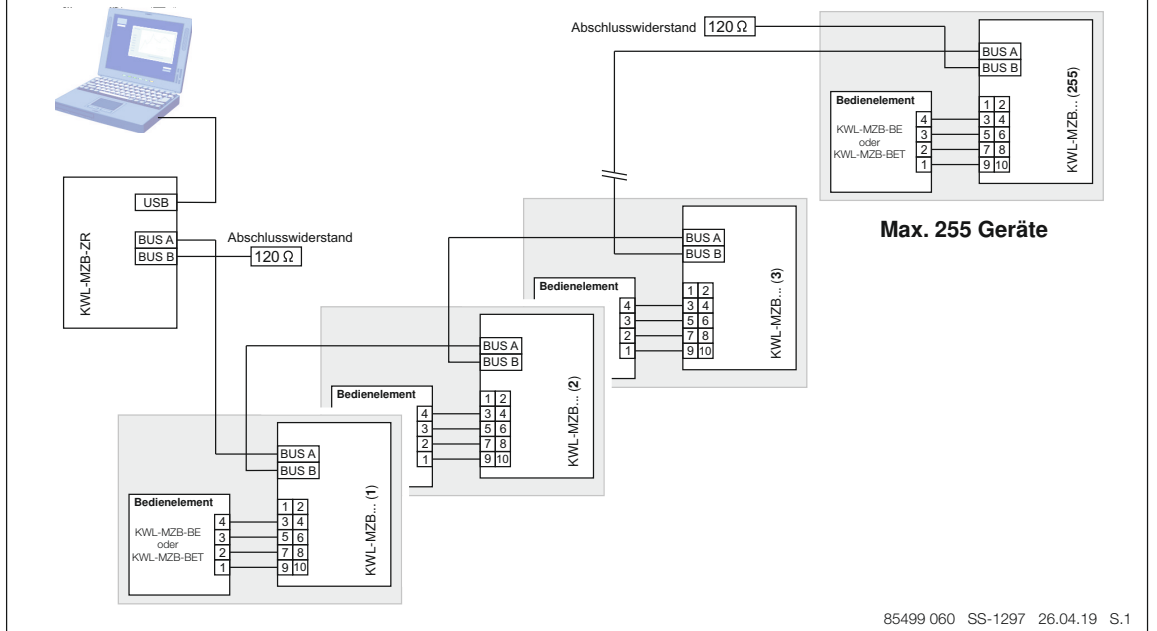 Abschlusswiderstand 120 Ω
BUS A
BUS B
Bedienelement
KWL-MZB-BE
oder
KWL-MZB-BET
4
3
2
1
1 2
3 4
5 6
7 8
9 10
KWL-MZB... (255)
Max. 255 Geräte
USB
BUS A
BUS B
KWL-MZB-ZR
Abschlusswiderstand
120 Ω
BUS A
BUS B
Bedienelement
4
3
2
1
1 2
3 4
5 6
7 8
9 10
KWL-MZB... (3)
BUS A
BUS B
Bedienelement
4
3
2
1
1 2
3 4
5 6
7 8
9 10
KWL-MZB... (2)
BUS A
BUS B
Bedienelement
KWL-MZB-BE
oder
KWL-MZB-BET
4
3
2
1
1 2
3 4
5 6
7 8
9 10
KWL-MZB... (1)
85499 060 SS-1297 26.04.19 S.1